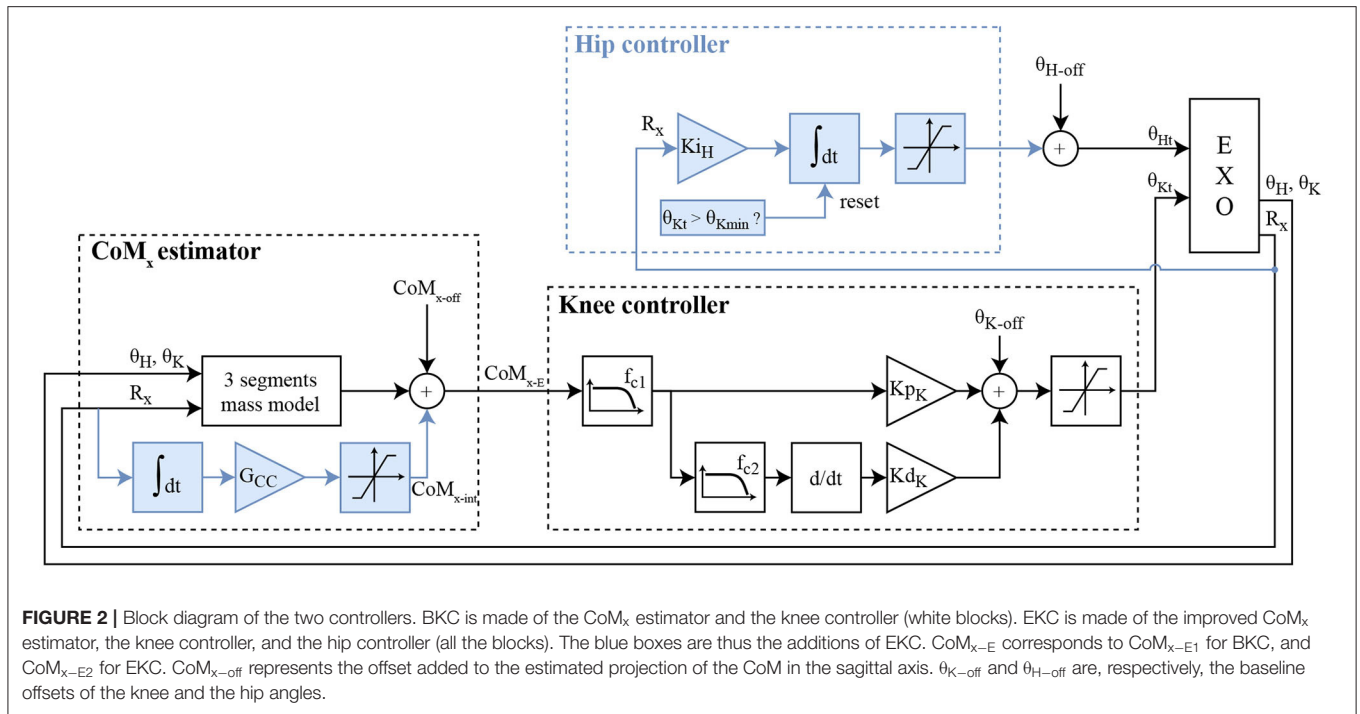 Hip controller
θH-off
Rx
KiH
∫dt
reset
θKt > θKmin ?
+
θHt
θKt
E
X
O
θH, θK
Rx
CoMx estimator
CoMx-off
θH, θK
Rx
3 segments
mass model
+
∫dt
GCC
CoMx-int
CoMx-E
Knee controller
fc1
θK-off
KpK
+
fc2
d/dt
KdK
FIGURE 2 | Block diagram of the two controllers. BKC is made of the CoMx estimator and the knee controller (white blocks). EKC is made of the improved CoMx
estimator, the knee controller, and the hip controller (all the blocks). The blue boxes are thus the additions of EKC. CoMx−E corresponds to CoMx−E1 for BKC, and
CoMx−E2 for EKC. CoMx−off represents the offset added to the estimated projection of the CoM in the sagittal axis. θK−off and θH−off are, respectively, the baseline
offsets of the knee and the hip angles.